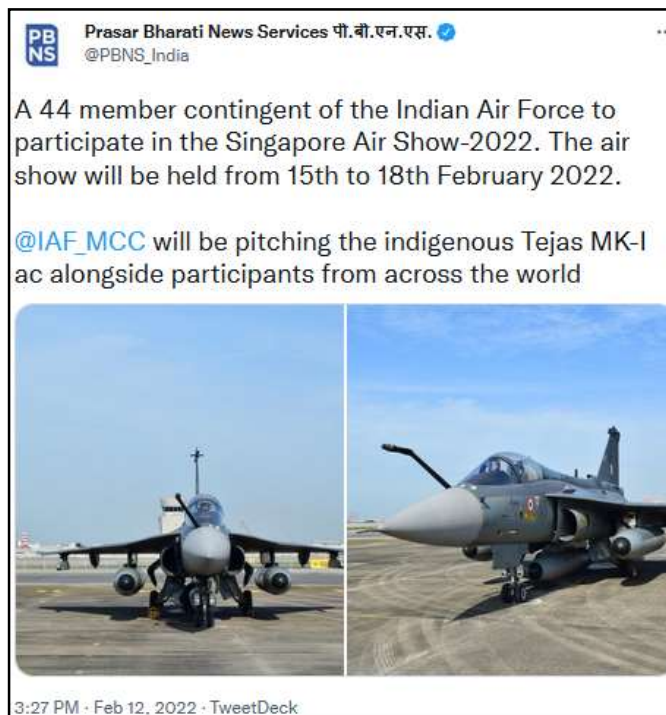 PB
NS
Prasar Bharati News Services पी.बी.एन.एस.
@PBNS_India
A 44 member contingent of the Indian Air Force to
participate in the Singapore Air Show-2022. The air
show will be held from 15th to 18th February 2022.
@IAF_MCC will be pitching the indigenous Tejas MK-I
ac alongside participants from across the world
3:27 PM · Feb 12, 2022 · TweetDeck